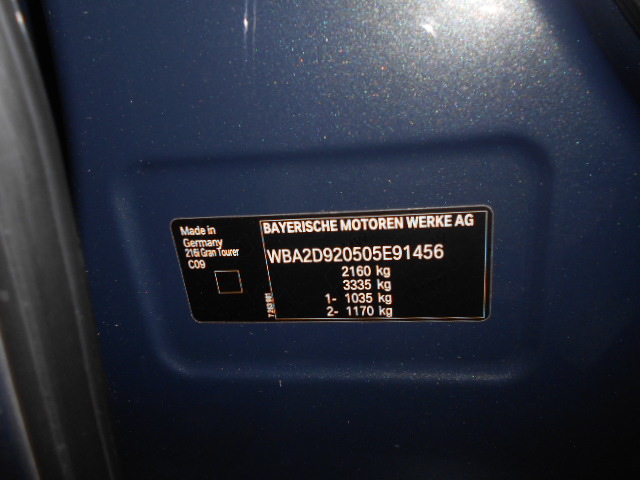 Made in
Germany
216i Gran Tourer
C09
BAYERISCHE MOTOREN WERKE AG
WBA2D920505E91456
2160 kg
3335 kg
1- 1035 kg
2- 1170 kg